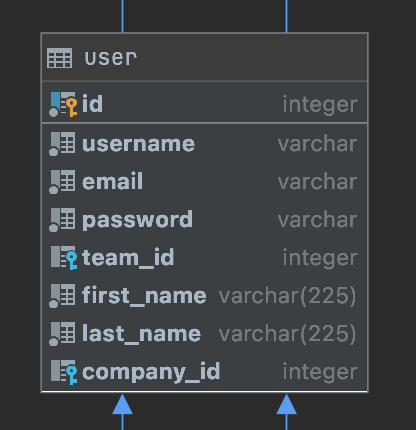 user
id integer
username varchar
email varchar
password varchar
team_id integer
first_name varchar(225)
last_name varchar(225)
company_id integer